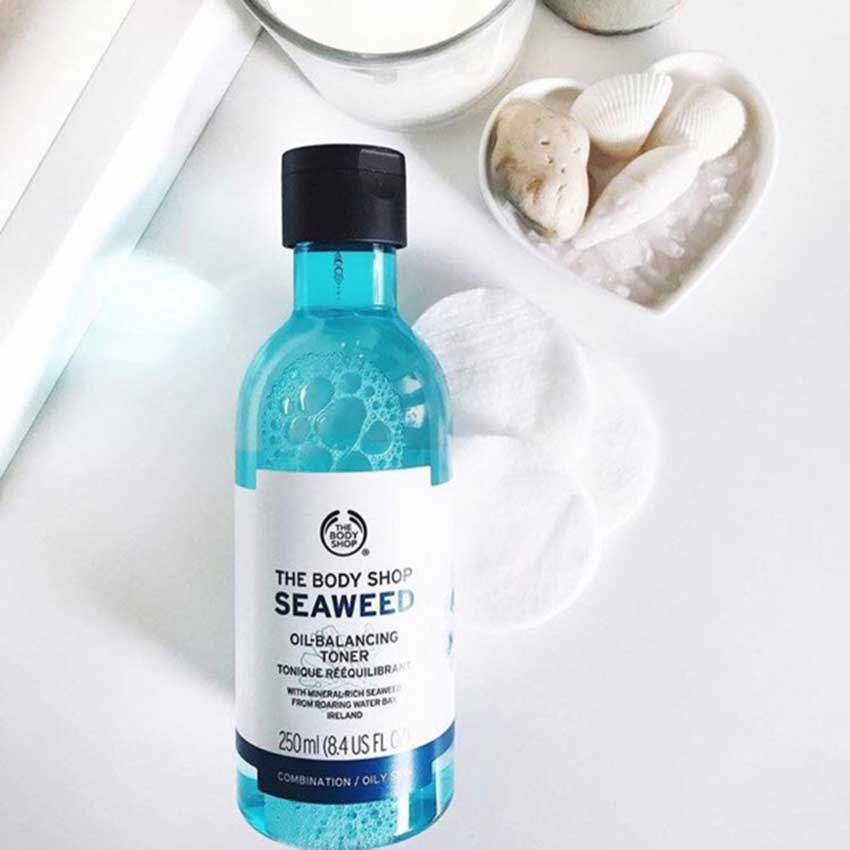 THE
BODY
SHOP
®
THE BODY SHOP
SEAWEED
OIL-BALANCING
TONER
TONIQUE RÉÉQUILIBRANT
WITH MINERAL-RICH SEAWEED
FROM ROARING WATER BAY
IRELAND
250 ml (8.4 US FL
COMBINATION / OILY